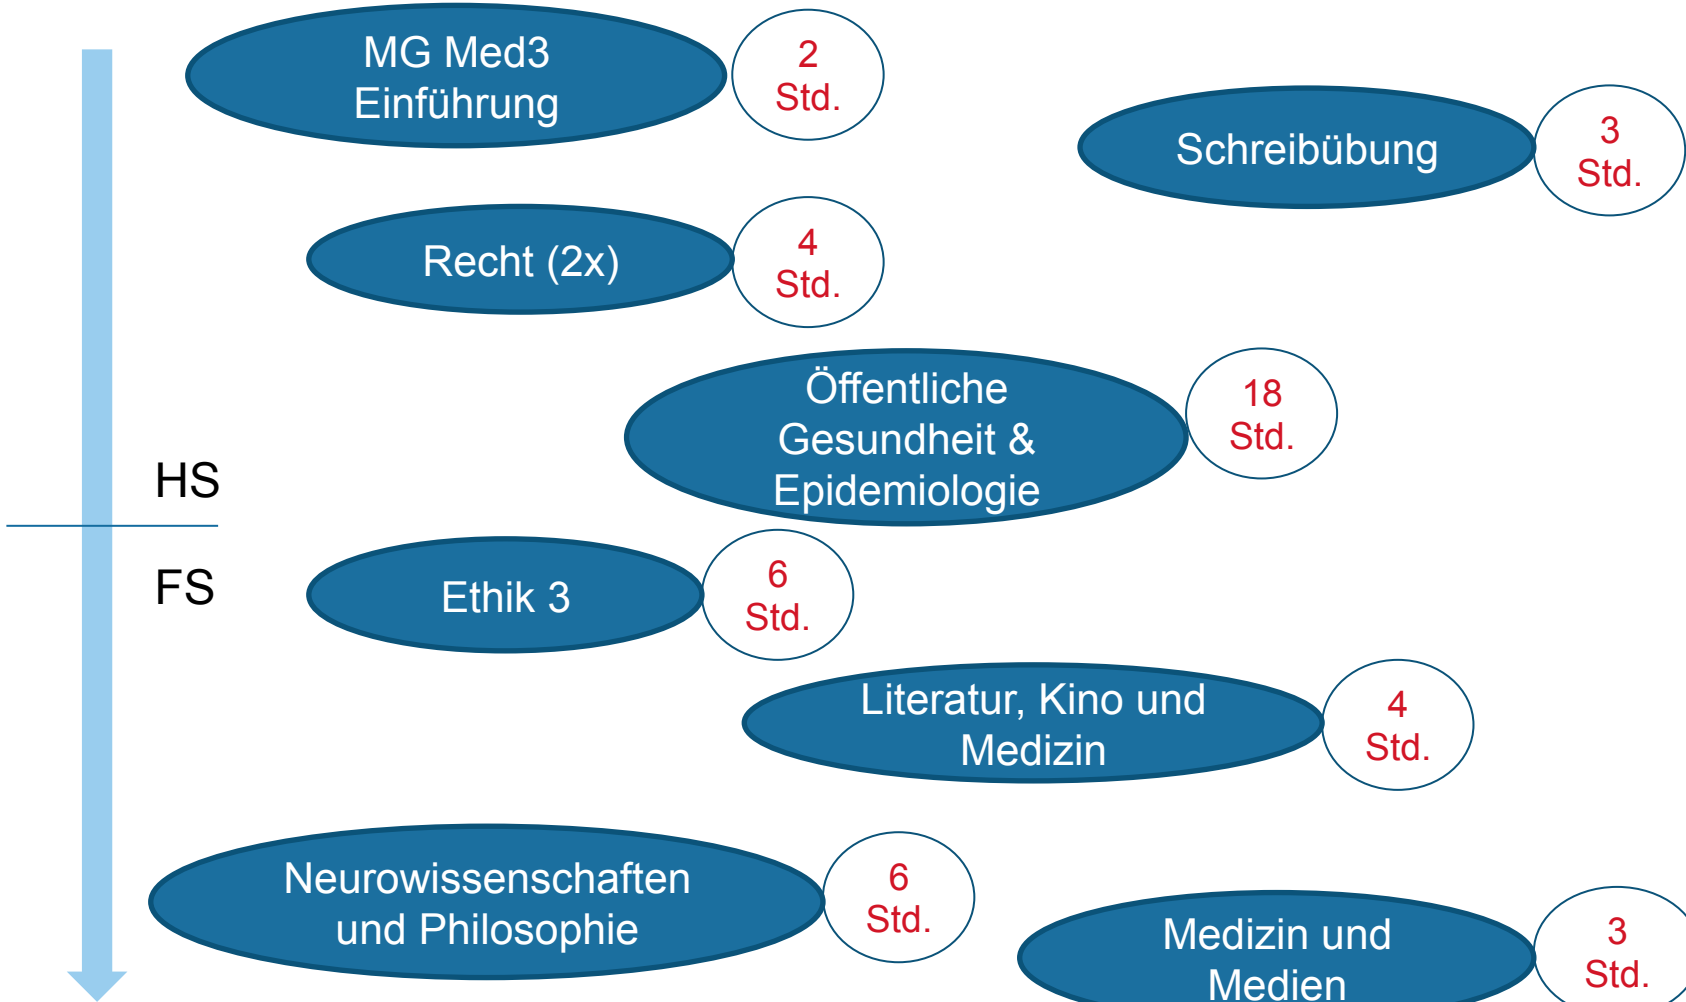 MG Med3
Einführung
2
Std.
Schreibübung
3
Std.
Recht (2x)
4
Std.
Öffentliche
Gesundheit &
Epidemiologie
18
Std.
HS
FS
Ethik 3
6
Std.
Literatur, Kino und
Medizin
4
Std.
Neurowissenschaften
und Philosophie
6
Std.
Medizin und
Medien
3
Std.